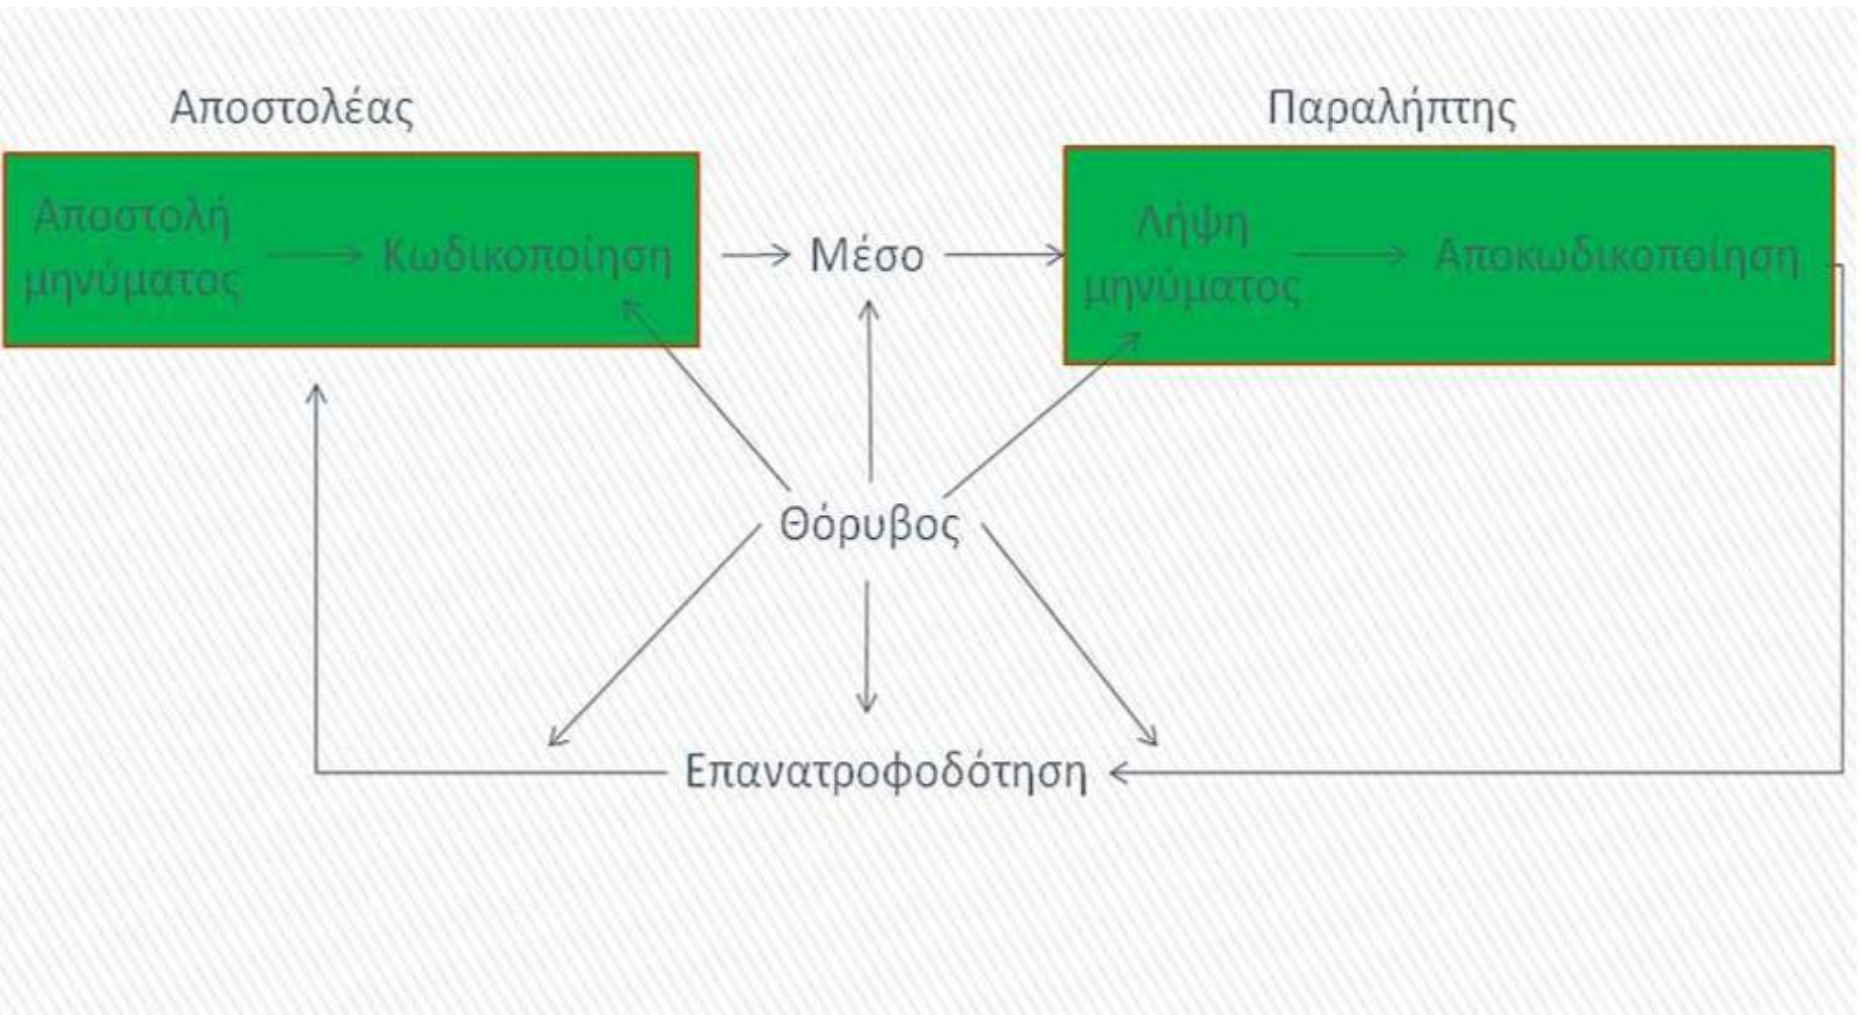 Αποστολέας
Παραλήπτης
Αποστολή
μηνύματος
Κωδικοποίηση
Μέσο
Λήψη
μηνύματος
Αποκωδικοποίηση
Θόρυβος
Επανατροφοδότηση